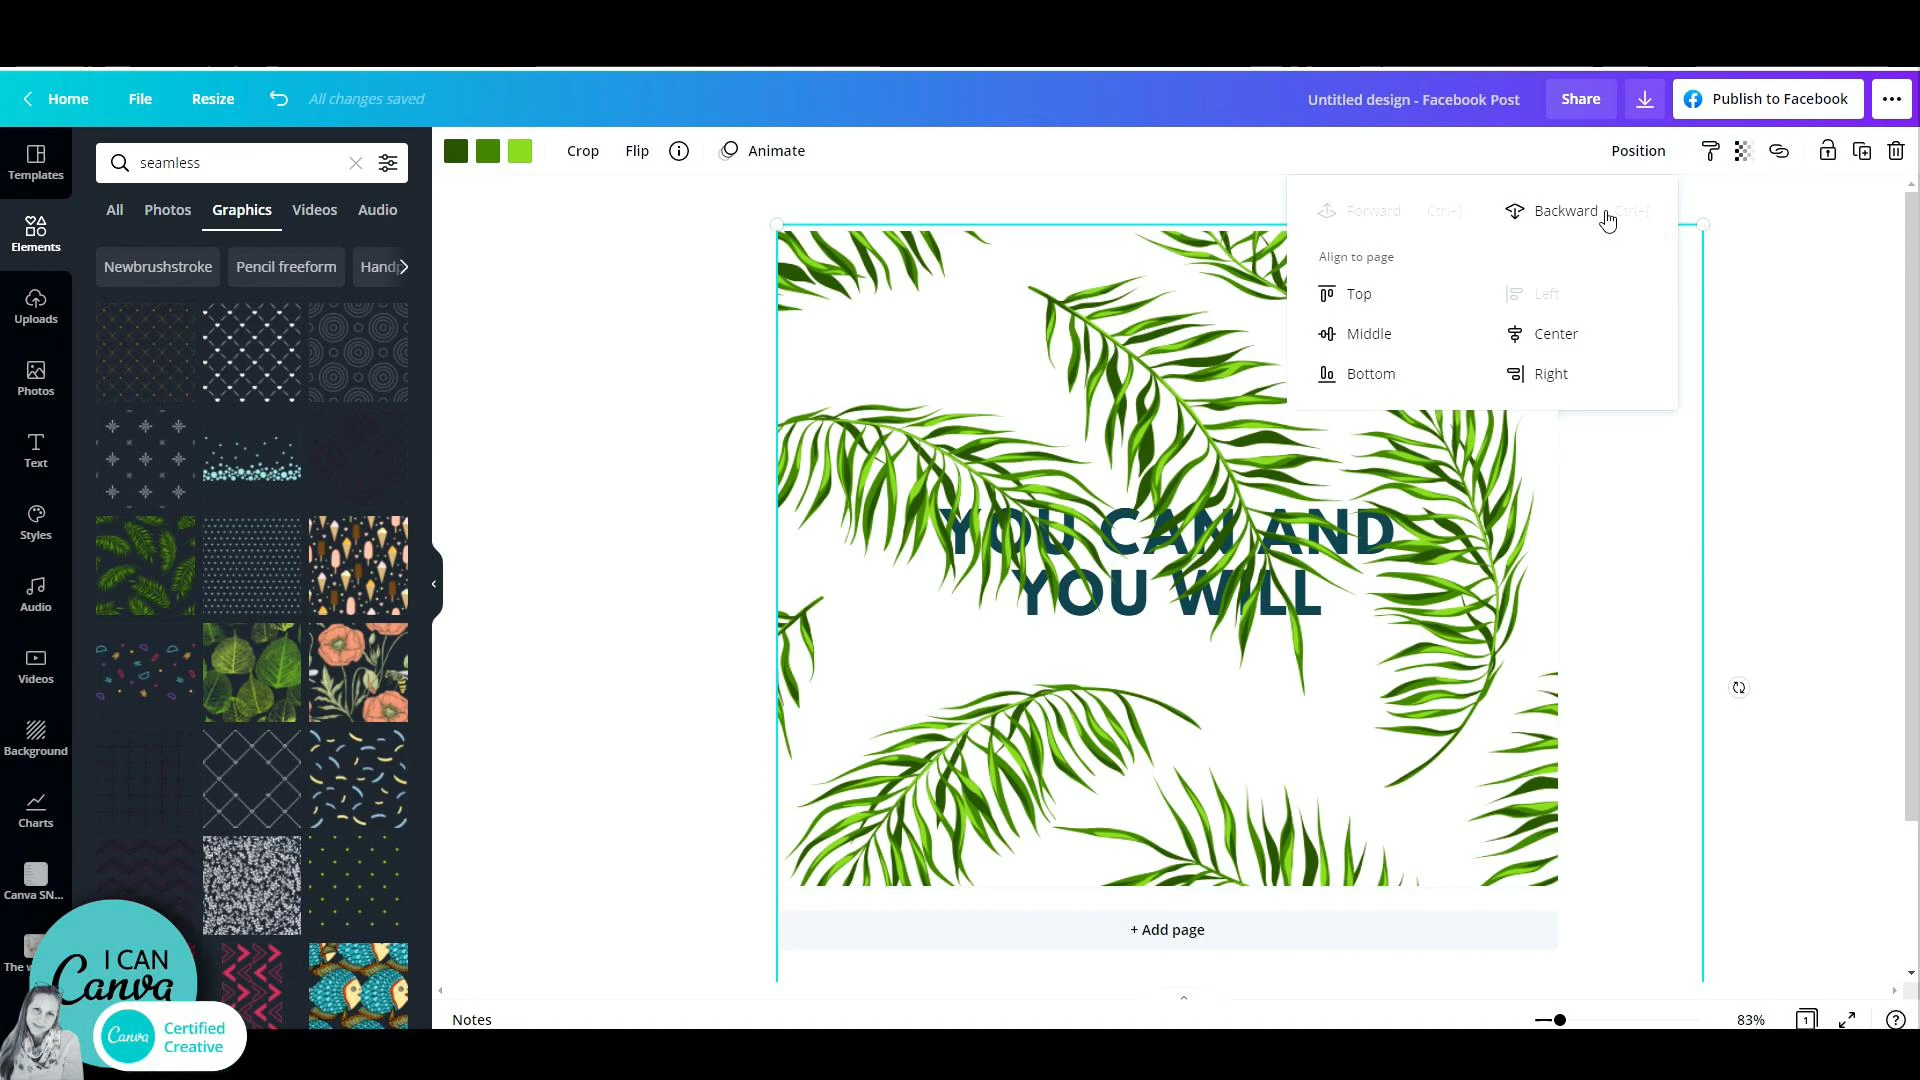 Home
File
Resize
All changes saved
Untitled design - Facebook Post
Share
Publish to Facebook
Templates
Elements
Uploads
Photos
Text
Styles
Audio
Videos
Background
Charts
Canva SN...
seamless
All
Photos
Graphics
Videos
Audio
Newbrushstroke
Pencil freeform
Crop
Flip
Animate
Position
Forward
Ctrl+]
Backward
Ctrl+[
Align to page
Top
Left
Middle
Center
Bottom
Right
YOU CAN AND
YOU WILL
+ Add page
Notes
83%
1
I CAN
Canva
Canva
Certified
Creative